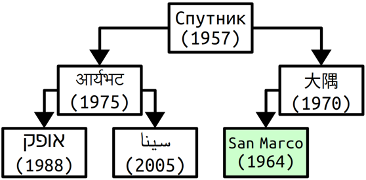 Спутник
(1957)
आर्यभट
(1975)
大隅
(1970)
אופק
(1988)
سينا
(2005)
San Marco
(1964)